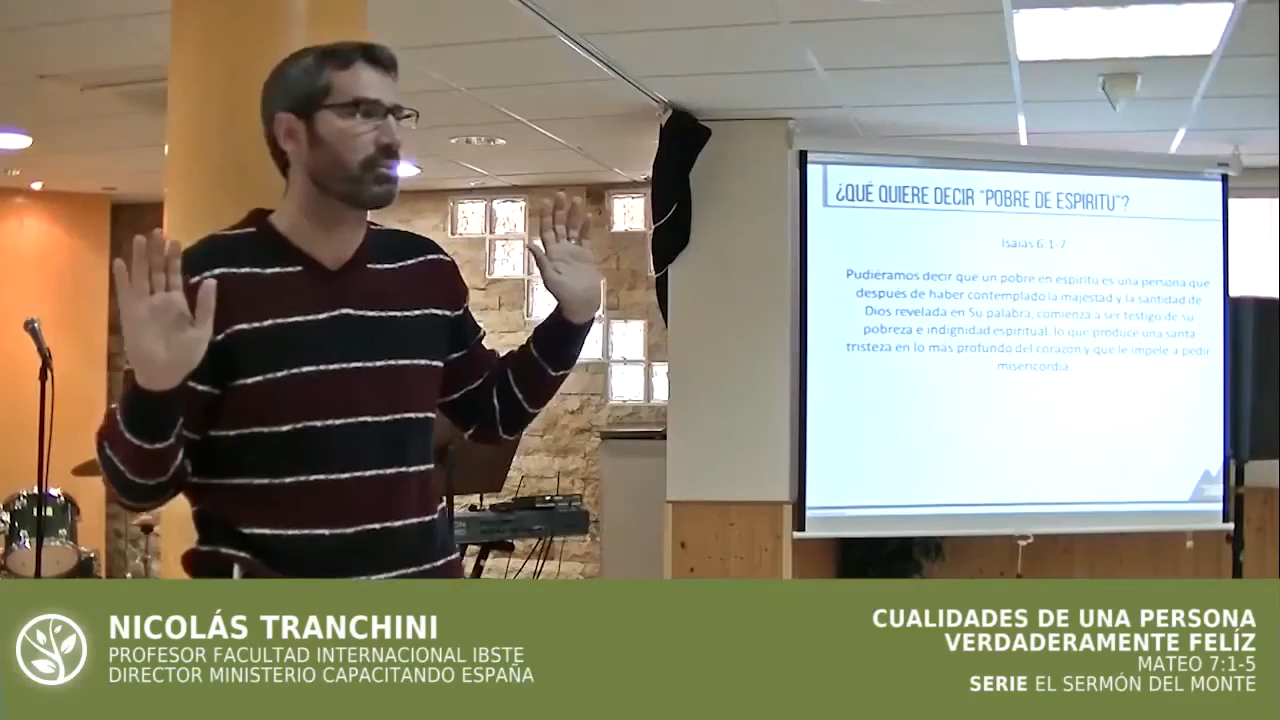 ¿QUÉ QUIERE DECIR "POBRE DE ESPIRITU"?
Isaías 6.1-7
Pudiéramos decir que un pobre en espíritu es una persona que
después de haber contemplado la majestad y la santidad de
Dios revelada en Su palabra, comienza a ser testigo de su
pobreza e indignidad espiritual, lo que produce una santa
tristeza en lo más profundo del corazón y que le impele a pedir
misericordia
NICOLÁS TRANCHINI
PROFESOR FACULTAD INTERNACIONAL IBSTE
DIRECTOR MINISTERIO CAPACITANDO ESPAÑA
CUALIDADES DE UNA PERSONA
VERDADERAMENTE FELÍZ
MATEO 7:1-5
SERIE EL SERMÓN DEL MONTE